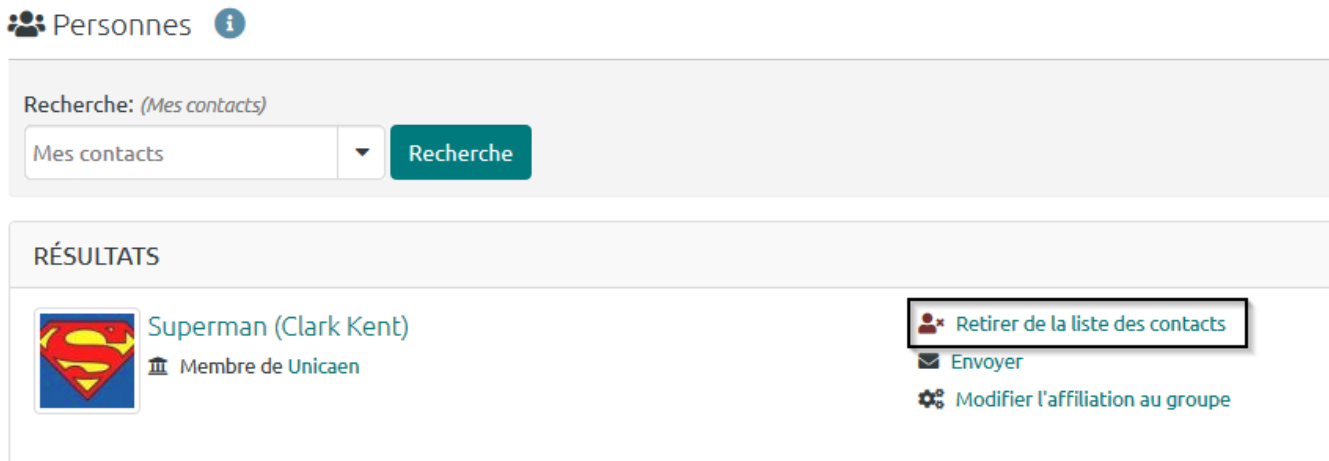 Personnes
Recherche: (Mes contacts)
Mes contacts
Recherche
RÉSULTATS
Superman (Clark Kent)
Membre de Unicaen
Retirer de la liste des contacts
Envoyer
Modifier l'affiliation au groupe